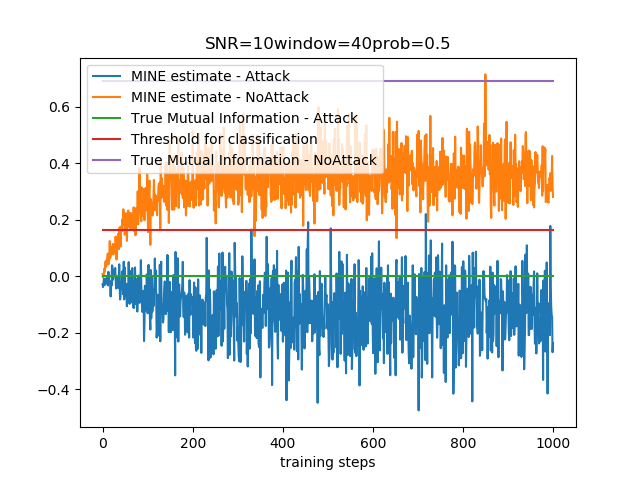 SNR=10window=40prob=0.5
MINE estimate - Attack
MINE estimate - NoAttack
True Mutual Information - Attack
Threshold for classification
True Mutual Information - NoAttack
0.6
0.4
0.2
0.0
−0.2
−0.4
0 200 400 600 800 1000
training steps